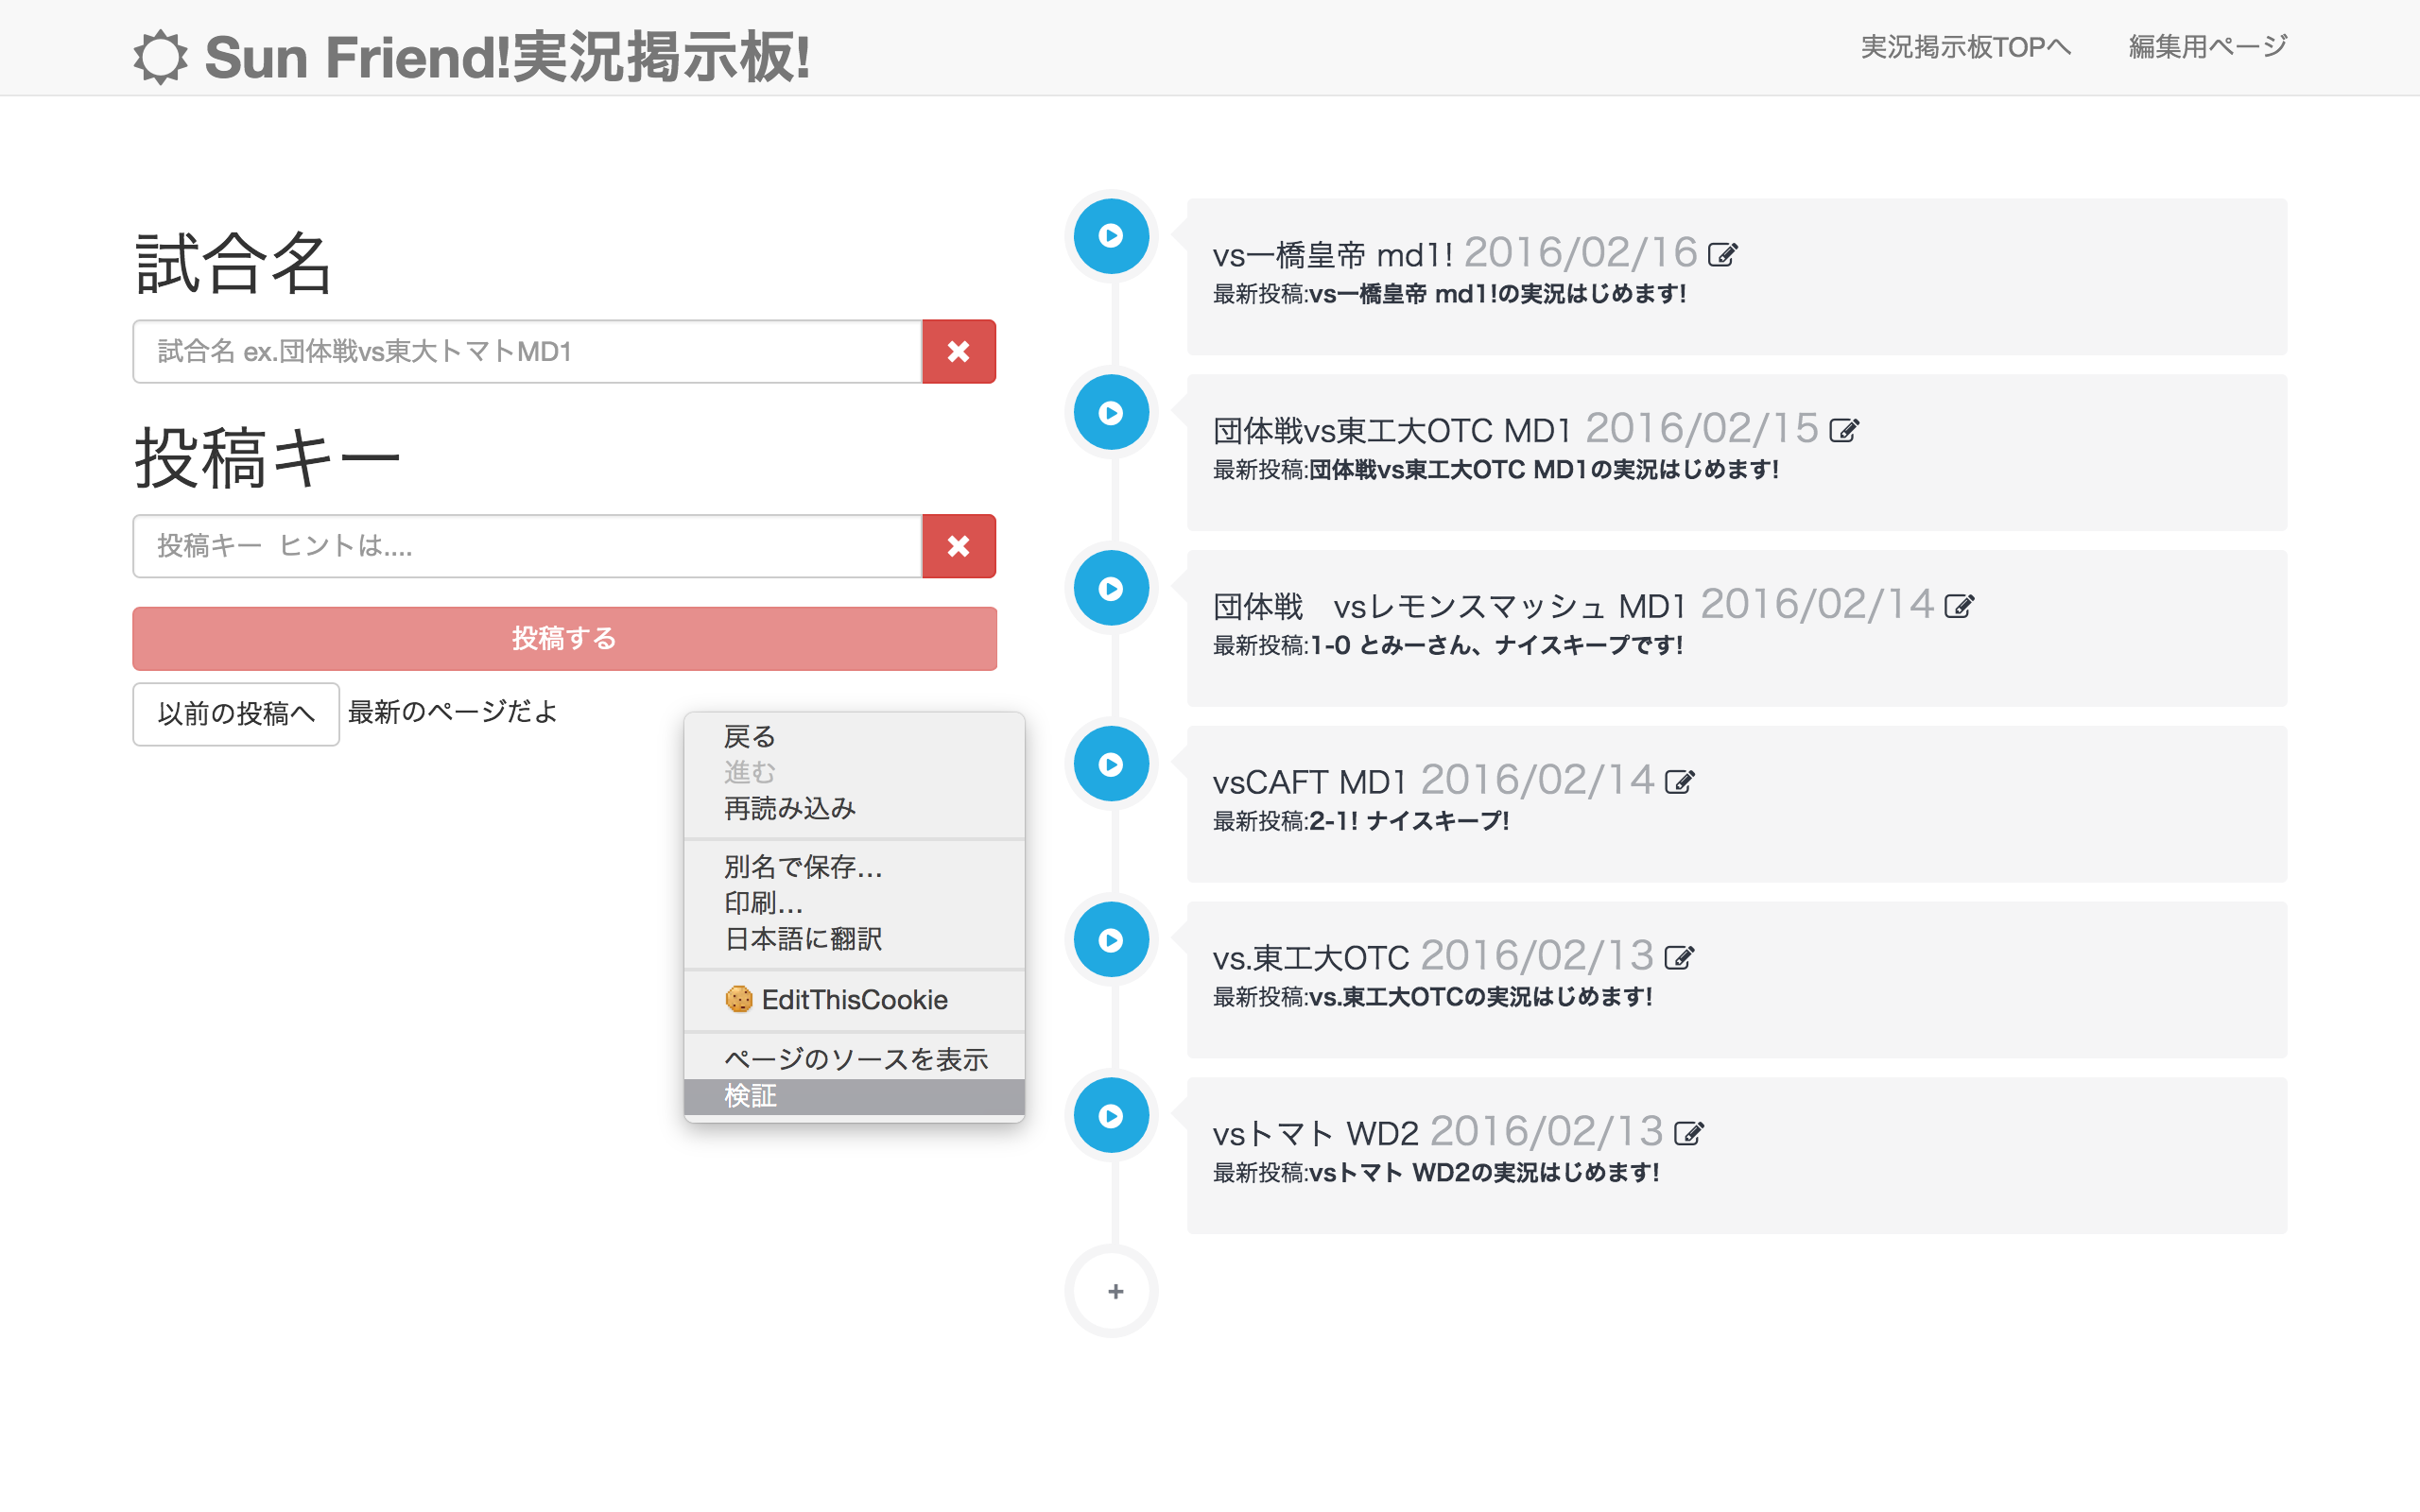 Sun Friend!実況掲示板!
実況掲示板TOPへ
編集用ページ
試合名
試合名 ex.団体戦vs東大トマトMD1
投稿キー
投稿キー ヒントは....
投稿する
以前の投稿へ 最新のページだよ
戻る
進む
再読み込み
別名で保存...
印刷...
日本語に翻訳
EditThisCookie
ページのソースを表示
検証
vs一橋皇帝 md1! 2016/02/16
最新投稿:vs一橋皇帝 md1!の実況はじめます!
団体戦vs東工大OTC MD1 2016/02/15
最新投稿:団体戦vs東工大OTC MD1の実況はじめます!
団体戦　vsレモンスマッシュ MD1 2016/02/14
最新投稿:1-0 とみーさん、ナイスキープです!
vsCAFT MD1 2016/02/14
最新投稿:2-1! ナイスキープ!
vs.東工大OTC 2016/02/13
最新投稿:vs.東工大OTCの実況はじめます!
vsトマト WD2 2016/02/13
最新投稿:vsトマト WD2の実況はじめます!
+